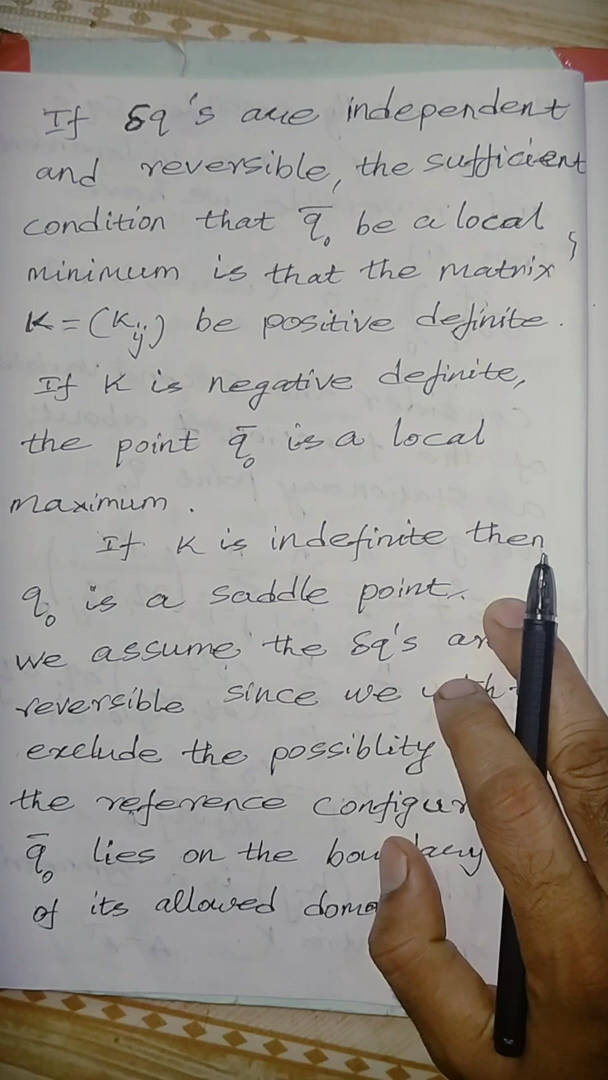 If δq's are independent
and reversible, the sufficient
condition that q̄₀ be a local
minimum is that the matrix,
K = (Kᵢⱼ) be positive definite.
If K is negative definite,
the point q̄₀ is a local
maximum.
If K is indefinite then
q₀ is a saddle point.
we assume the δq's
reversible since we
exclude the possiblity
the reference
q̄₀ lies on the
of its allowed